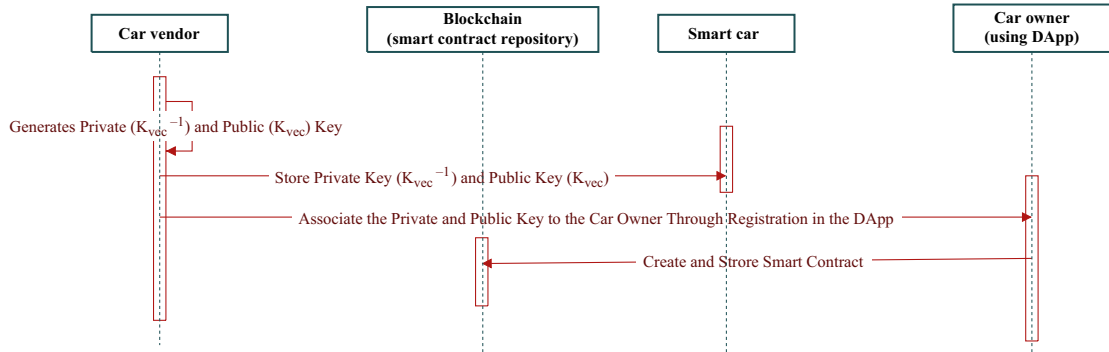 Car vendor
Blockchain
(smart contract repository)
Smart car
Car owner
(using DApp)
Generates Private (Kvec⁻¹) and Public (Kvec) Key
Store Private Key (Kvec⁻¹) and Public Key (Kvec)
Associate the Private and Public Key to the Car Owner Through Registration in the DApp
Create and Strore Smart Contract